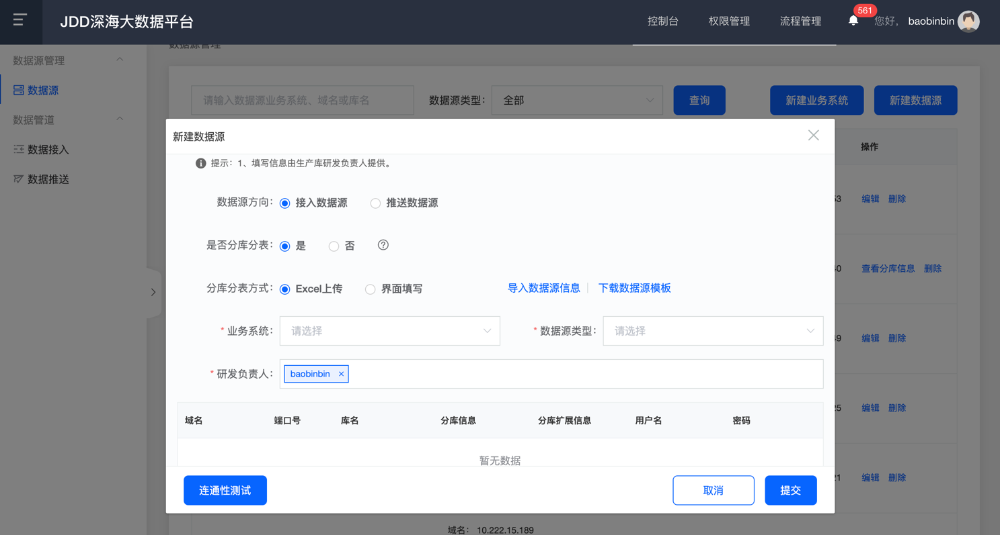 JDD深海大数据平台
控制台 权限管理 流程管理 561 您好， baobinbin
数据源管理
数据源管理
数据源
数据管道
数据接入
数据推送
请输入数据源业务系统、域名或库名 数据源类型： 全部 查询 新建业务系统 新建数据源
操作
新建数据源
提示：1、填写信息由生产库研发负责人提供。
数据源方向： 接入数据源 推送数据源
53 编辑 删除
是否分库分表： 是 否
40 查看分库信息 删除
分库分表方式： Excel上传 界面填写 导入数据源信息 下载数据源模板
* 业务系统： 请选择 * 数据源类型： 请选择
49 编辑 删除
* 研发负责人： baobinbin ×
25 编辑 删除
域名 端口号 库名 分库信息 分库扩展信息 用户名 密码
暂无数据
21 编辑 删除
连通性测试 取消 提交
域名： 10.222.15.189